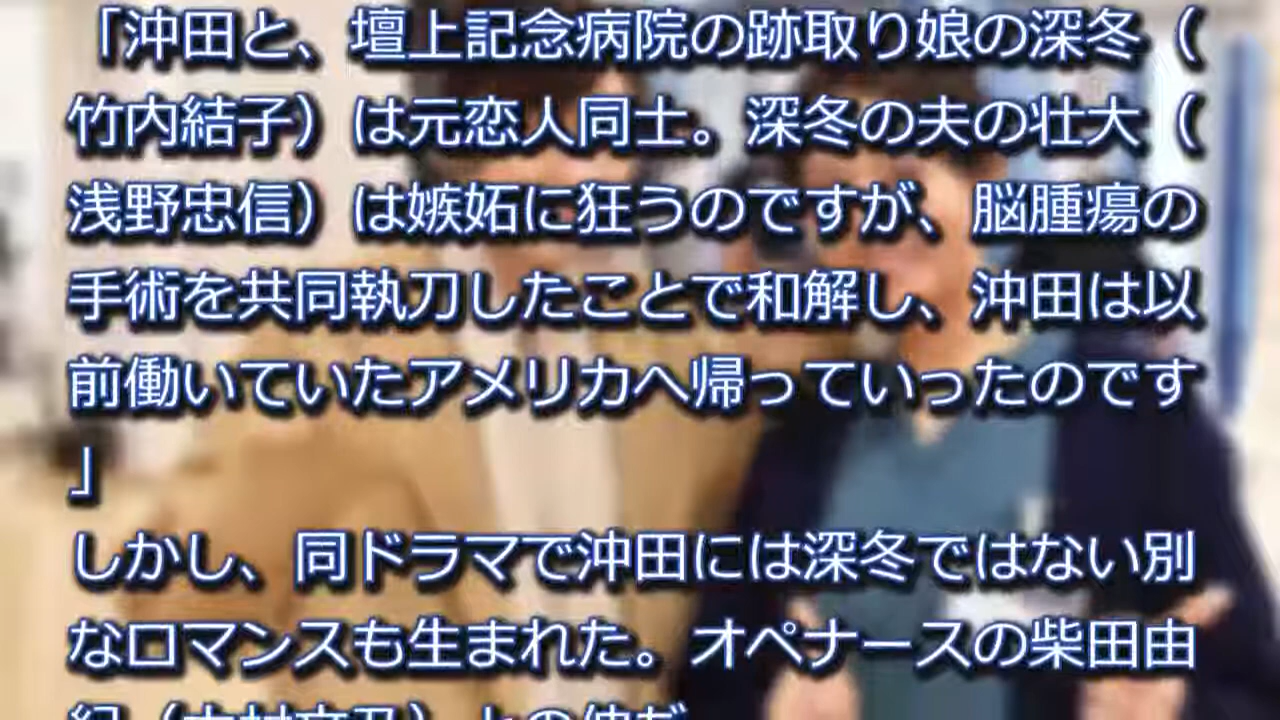 「沖田と、壇上記念病院の跡取り娘の深冬（
竹内結子）は元恋人同士。深冬の夫の壮大（
浅野忠信）は嫉妬に狂うのですが、脳腫瘍の
手術を共同執刀したことで和解し、沖田は以
前働いていたアメリカへ帰っていったのです
」
しかし、同ドラマで沖田には深冬ではない別
なロマンスも生まれた。オペナースの柴田由